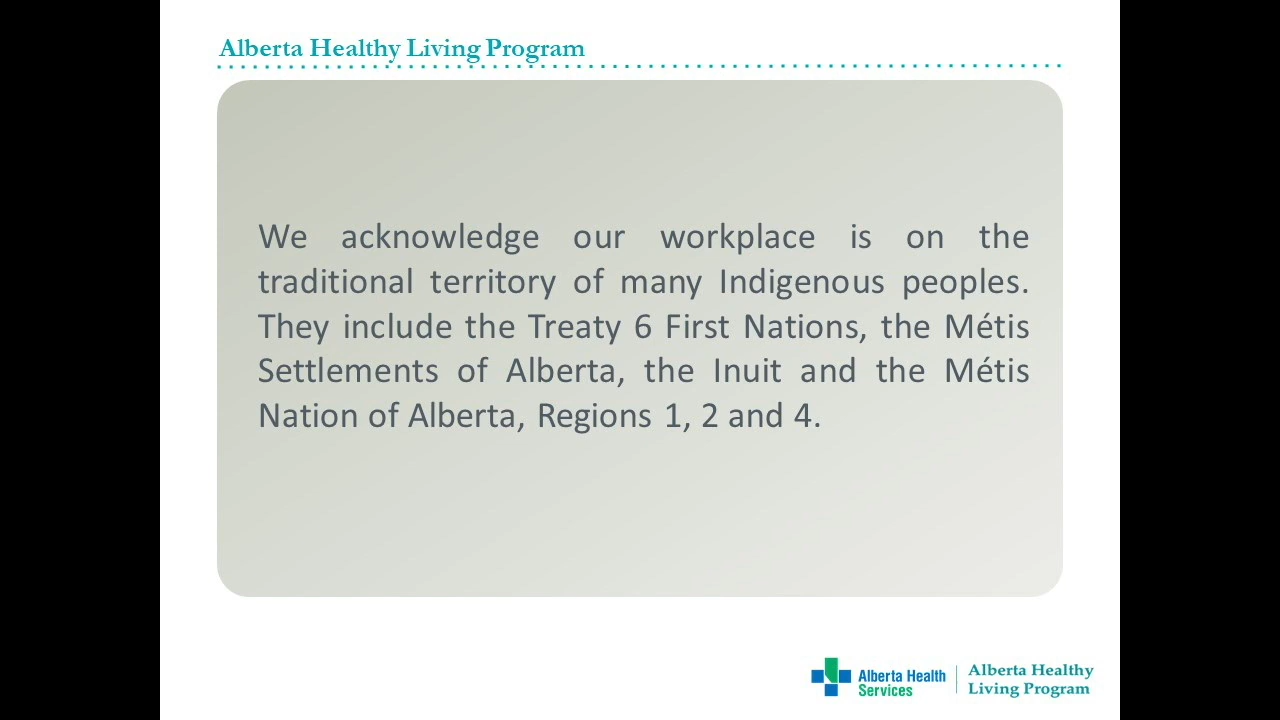 Alberta Healthy Living Program
We acknowledge our workplace is on the
traditional territory of many Indigenous peoples.
They include the Treaty 6 First Nations, the Métis
Settlements of Alberta, the Inuit and the Métis
Nation of Alberta, Regions 1, 2 and 4.
Alberta Health
Services
Alberta Healthy
Living Program